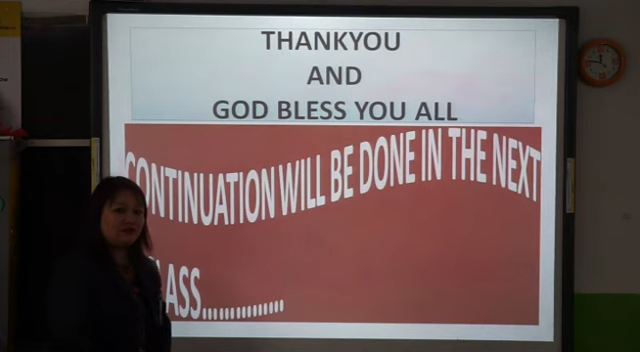 THANKYOU
AND
GOD BLESS YOU ALL
CONTINUATION WILL BE DONE IN THE NEXT